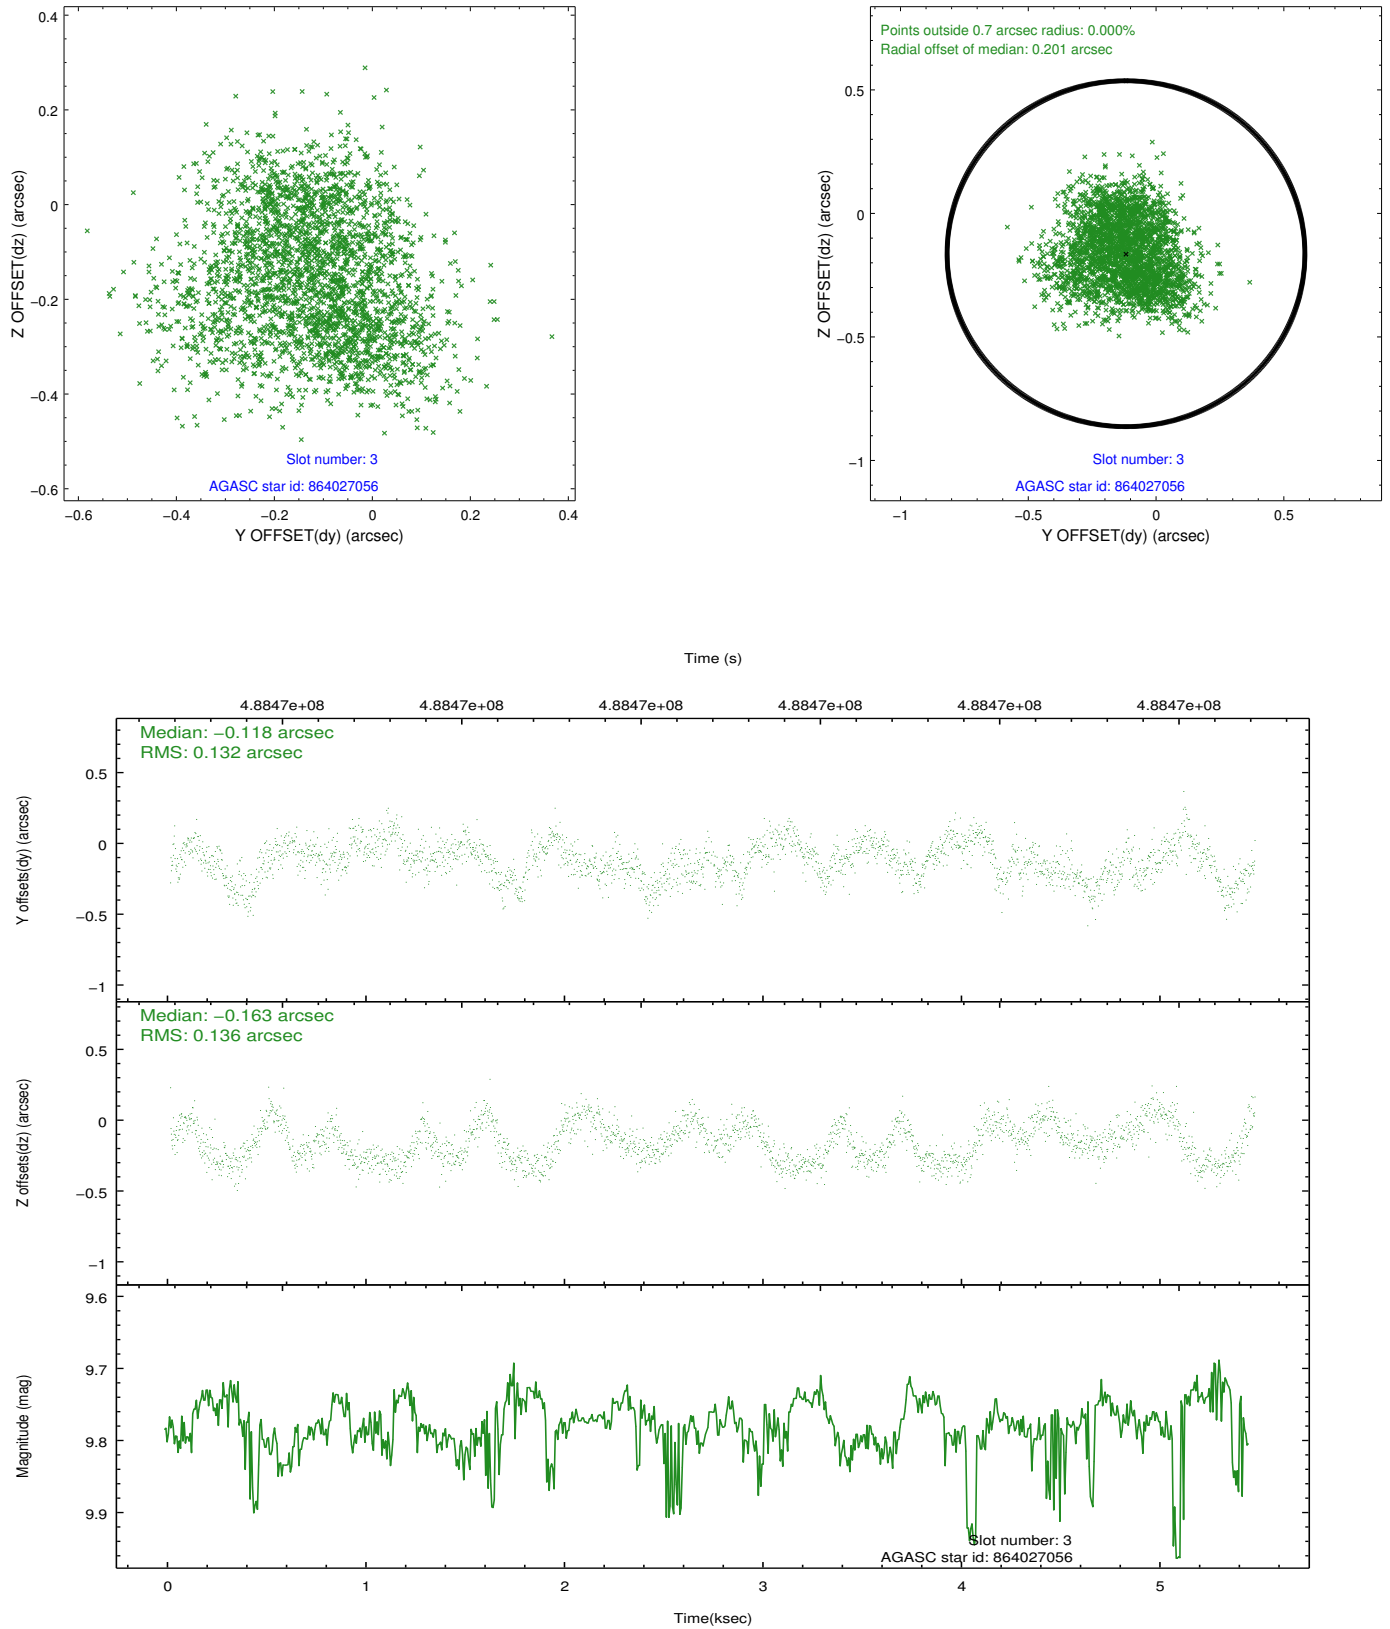 0.4
0.2
0
−0.2
−0.4
−0.6
Z OFFSET(dz) (arcsec)
Slot number: 3
AGASC star id: 864027056
−0.6 −0.4 −0.2 0 0.2 0.4
Y OFFSET(dy) (arcsec)
Points outside 0.7 arcsec radius: 0.000%
Radial offset of median: 0.201 arcsec
0.5
0
−0.5
−1
Z OFFSET(dz) (arcsec)
Slot number: 3
AGASC star id: 864027056
−1 −0.5 0 0.5
Y OFFSET(dy) (arcsec)
Time (s)
4.8847e+08 4.8847e+08 4.8847e+08 4.8847e+08 4.8847e+08 4.8847e+08
Median: −0.118 arcsec
RMS: 0.132 arcsec
0.5
0
−0.5
−1
Y offsets(dy) (arcsec)
Median: −0.163 arcsec
RMS: 0.136 arcsec
0.5
0
−0.5
−1
Z offsets(dz) (arcsec)
9.6
9.7
9.8
9.9
Magnitude (mag)
Slot number: 3
AGASC star id: 864027056
0 1 2 3 4 5
Time(ksec)